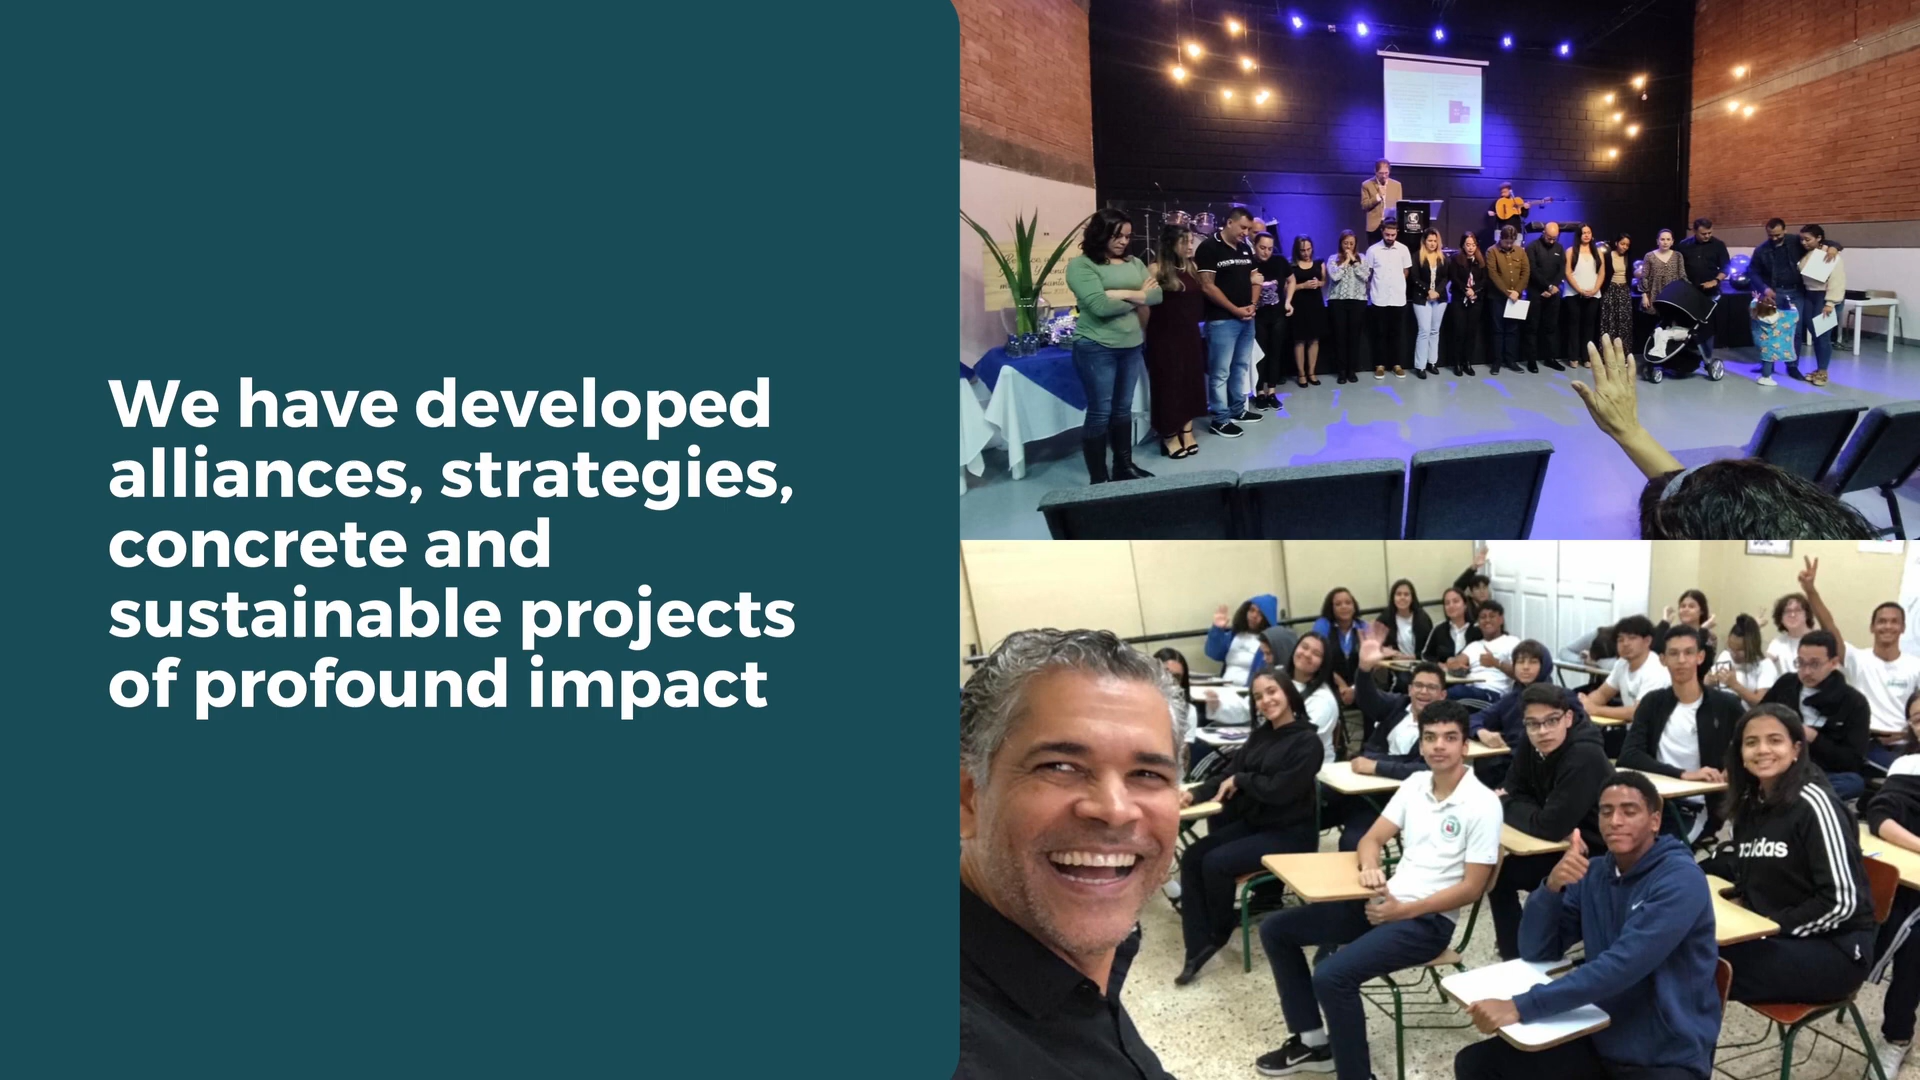 We have developed
alliances, strategies,
concrete and
sustainable projects
of profound impact